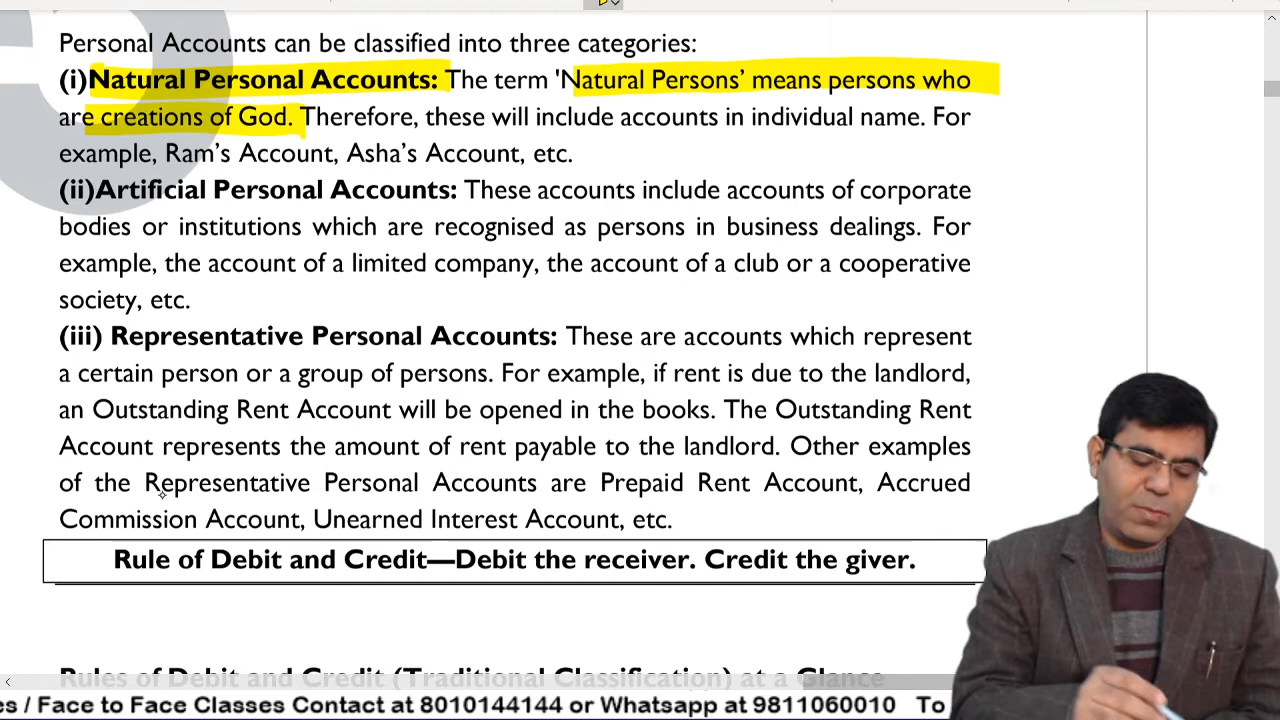 Personal Accounts can be classified into three categories:
(i)Natural Personal Accounts: The term 'Natural Persons’ means persons who
are creations of God. Therefore, these will include accounts in individual name. For
example, Ram’s Account, Asha’s Account, etc.
(ii)Artificial Personal Accounts: These accounts include accounts of corporate
bodies or institutions which are recognised as persons in business dealings. For
example, the account of a limited company, the account of a club or a cooperative
society, etc.
(iii) Representative Personal Accounts: These are accounts which represent
a certain person or a group of persons. For example, if rent is due to the landlord,
an Outstanding Rent Account will be opened in the books. The Outstanding Rent
Account represents the amount of rent payable to the landlord. Other examples
of the Representative Personal Accounts are Prepaid Rent Account, Accrued
Commission Account, Unearned Interest Account, etc.
Rule of Debit and Credit—Debit the receiver. Credit the giver.
Rules of Debit and Credit (Traditional Classification) at a Glance
es / Face to Face Classes Contact at 8010144144 or Whatsapp at 9811060010 To